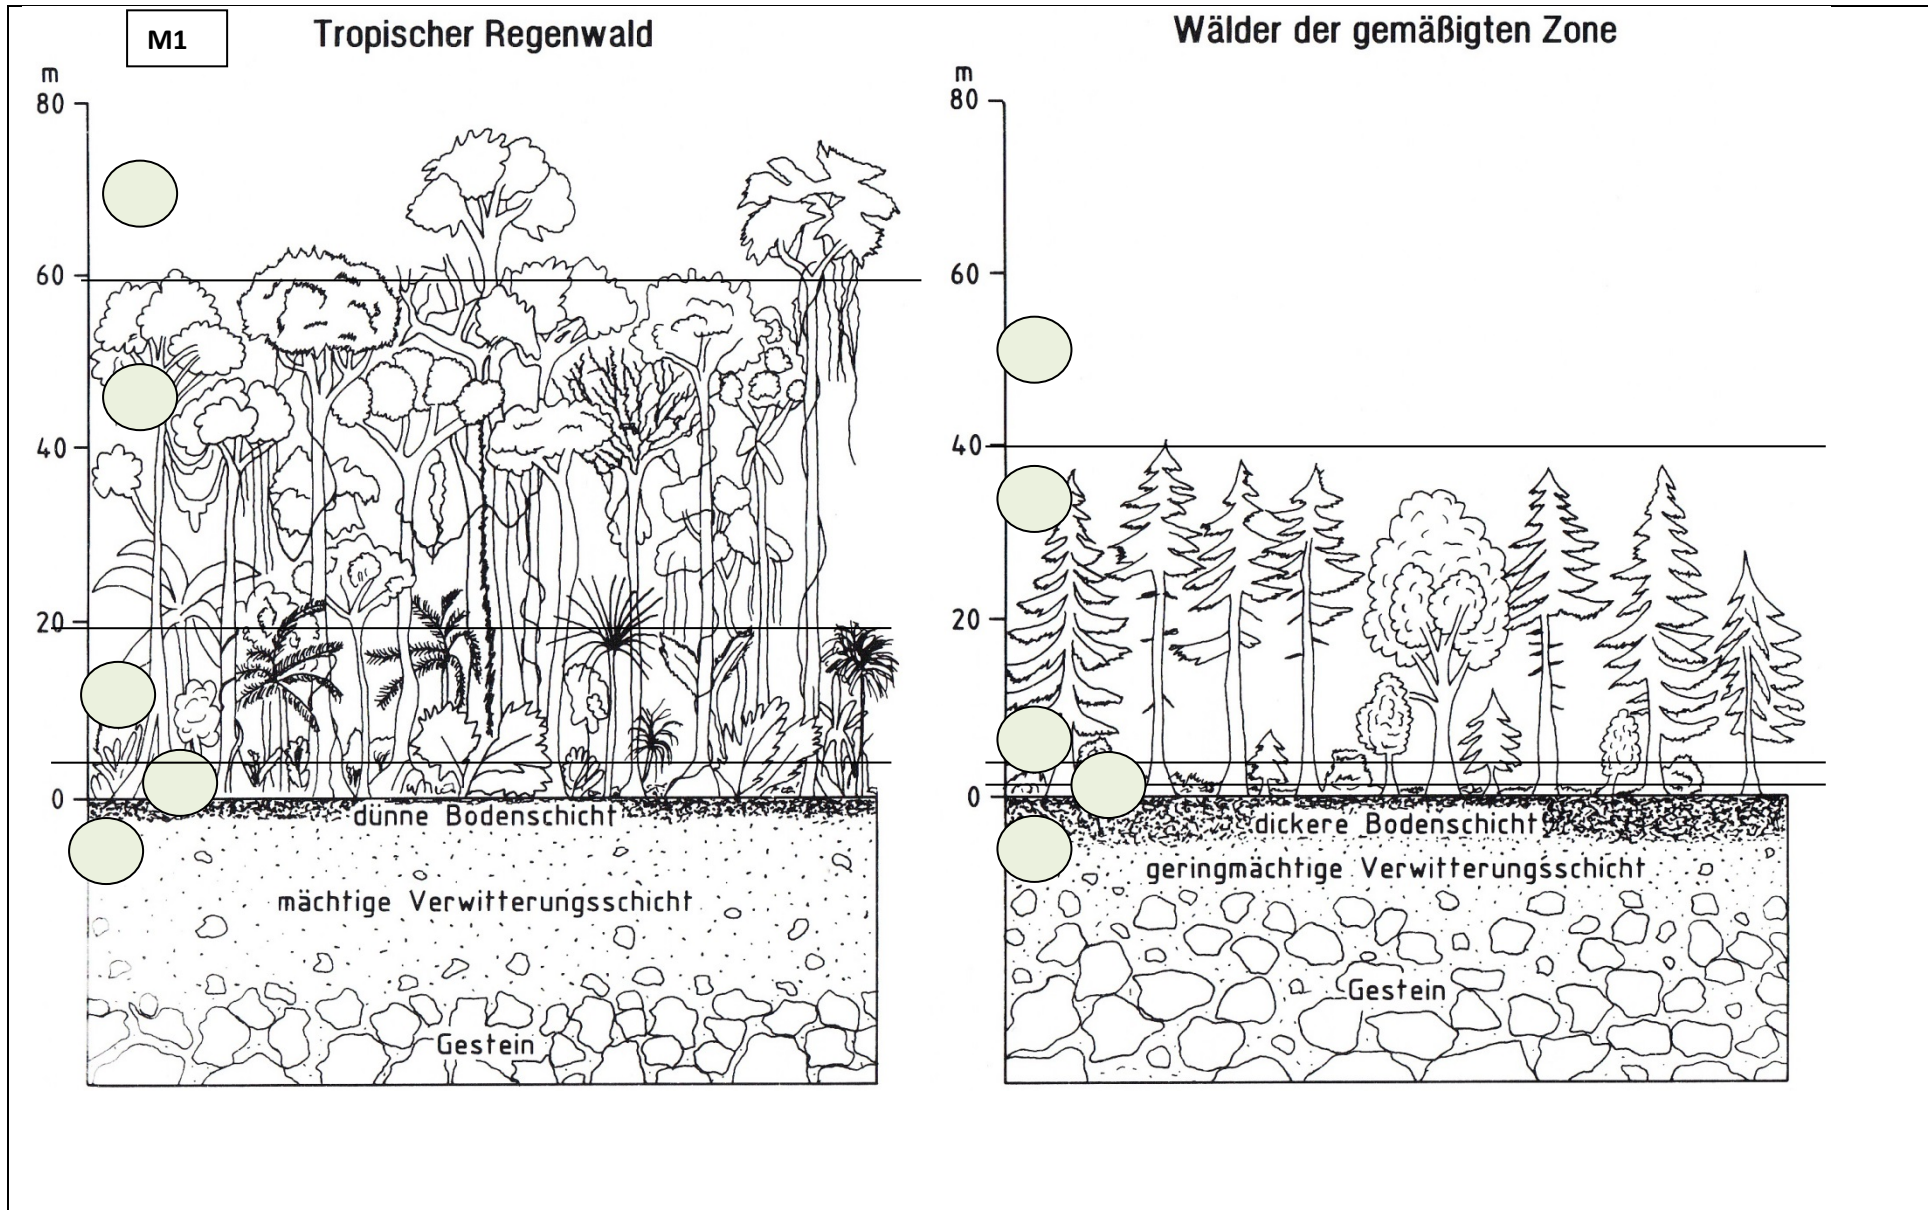 M1
Tropischer Regenwald
m
80
60
40
20
0
dünne Bodenschicht
mächtige Verwitterungsschicht
Gestein
Wälder der gemäßigten Zone
m
80
60
40
20
0
dickere Bodenschicht
geringmächtige Verwitterungsschicht
Gestein